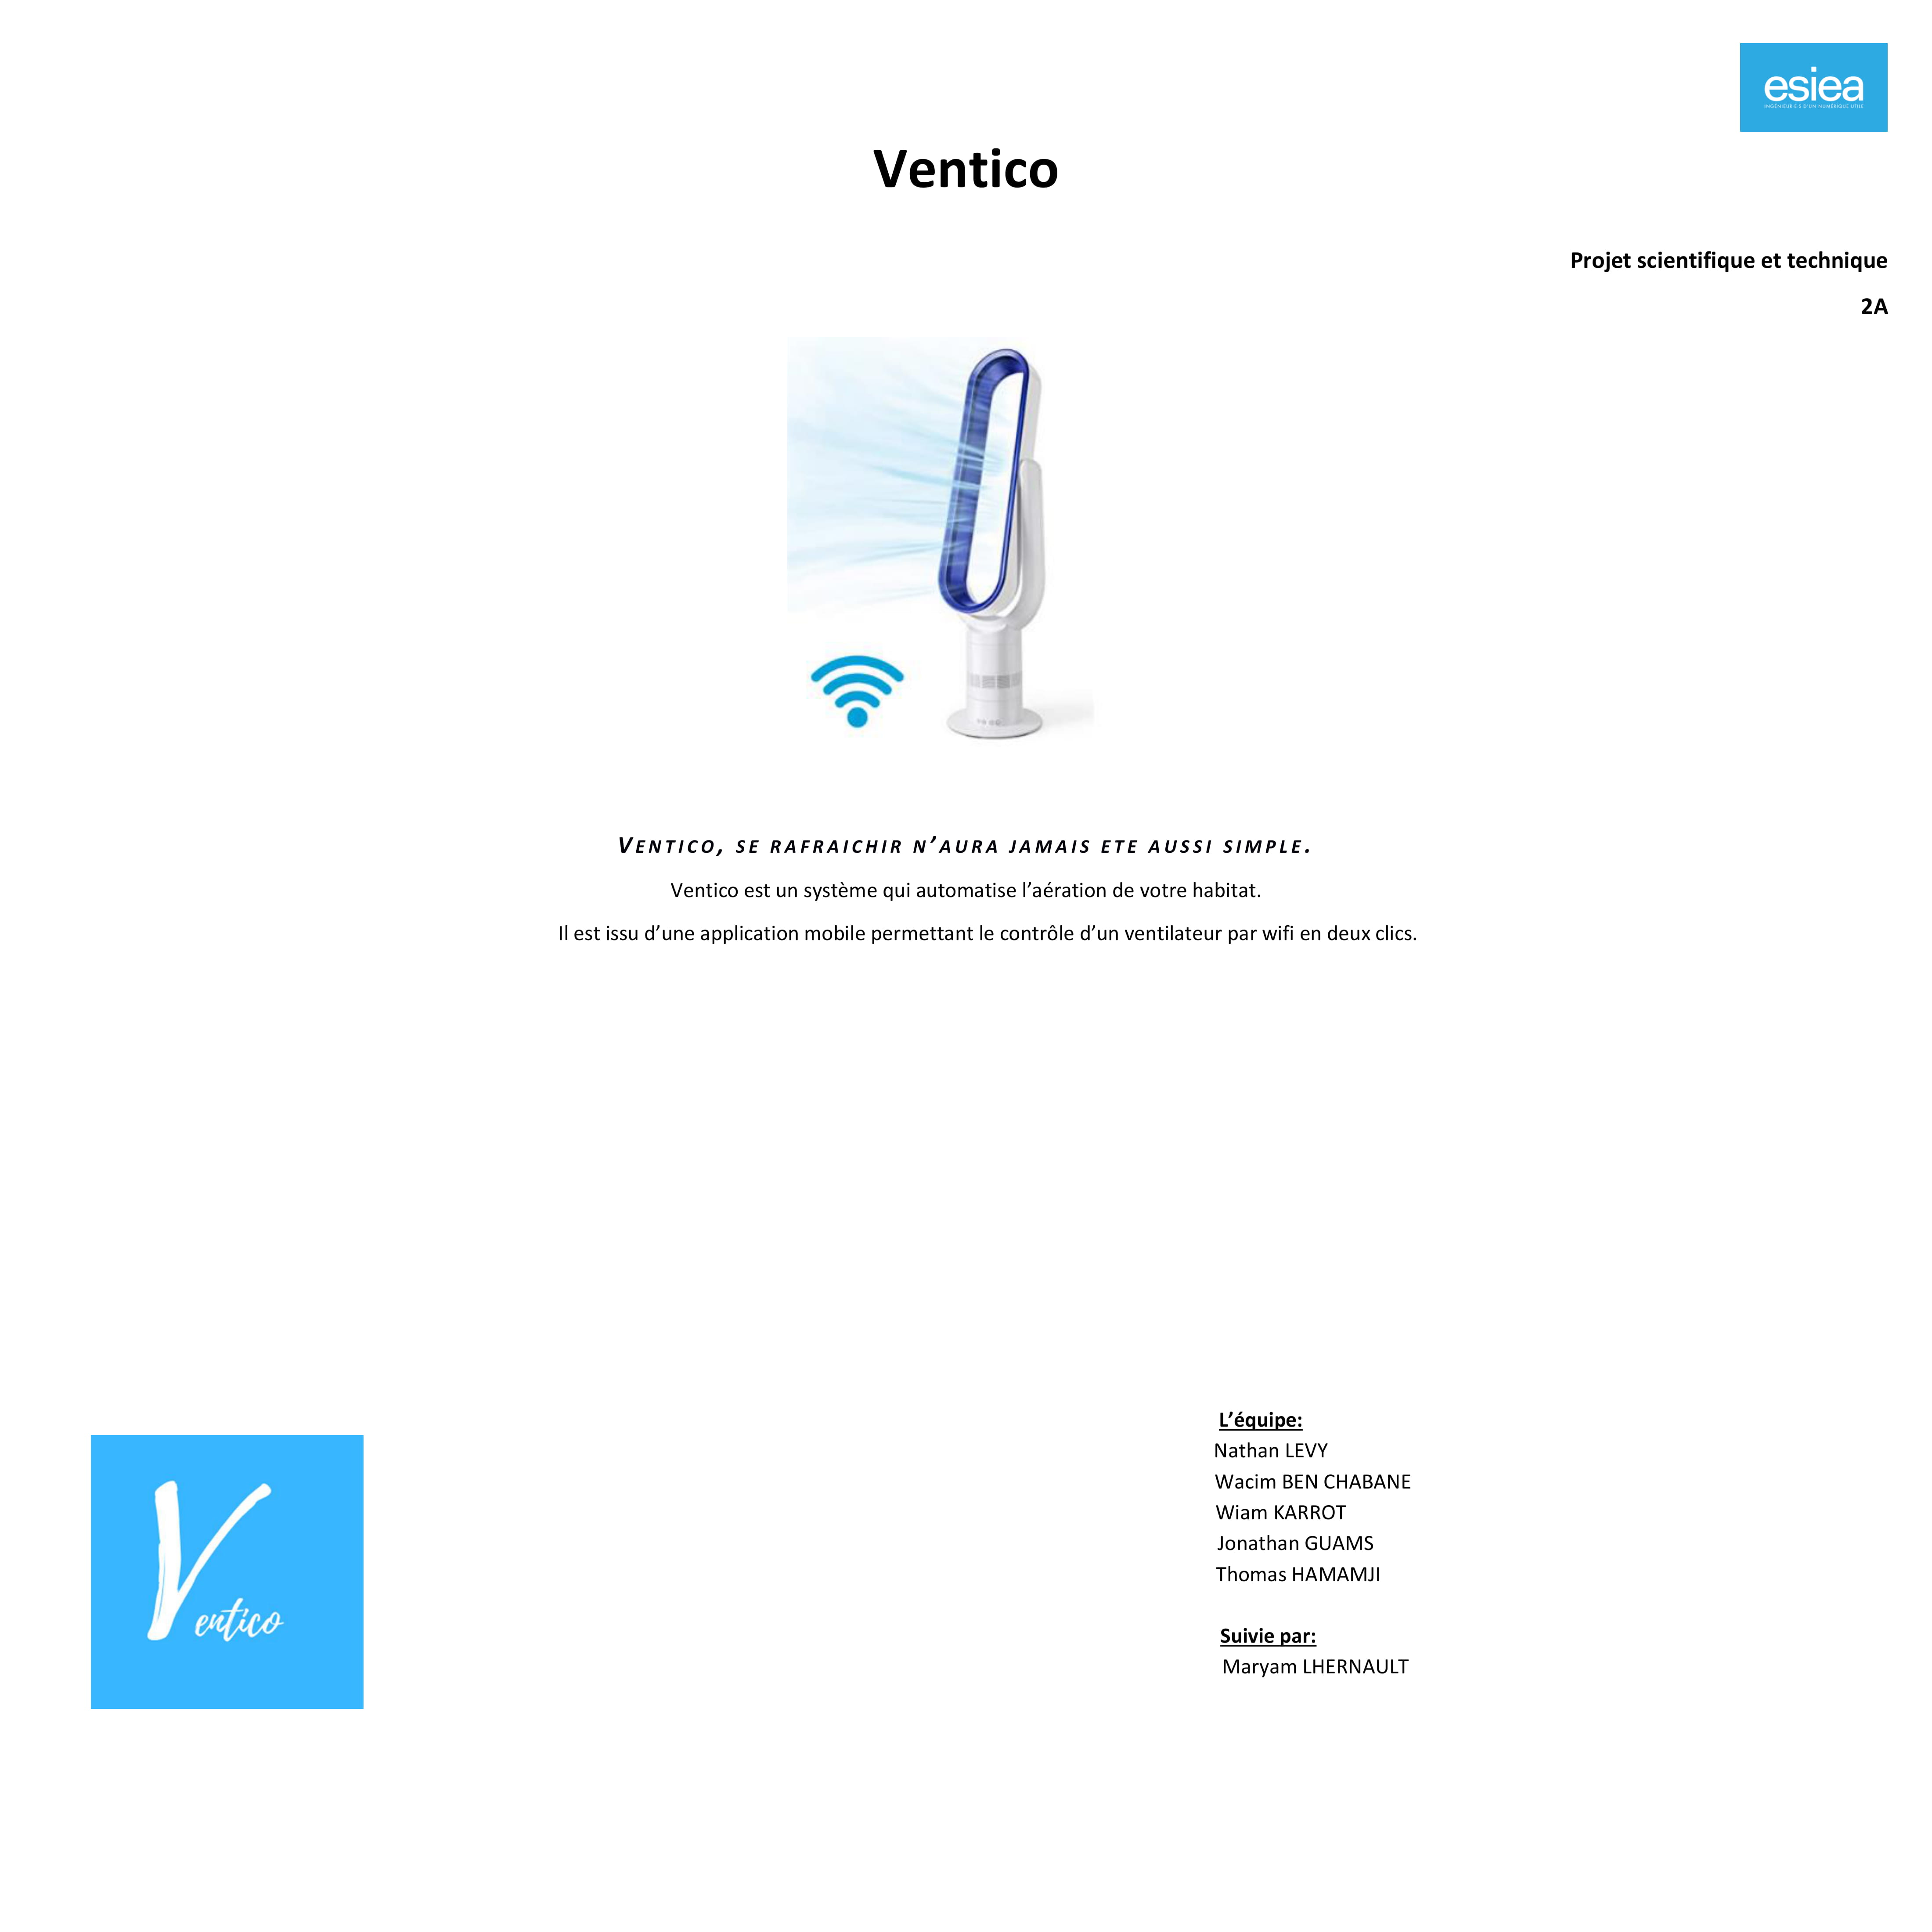 esiea
INGÉNIEUR·E·S D'UN NUMÉRIQUE UTILE
Ventico
Projet scientifique et technique
2A
VENTICO, SE RAFRAICHIR N'AURA JAMAIS ETE AUSSI SIMPLE.
Ventico est un système qui automatise l'aération de votre habitat.
Il est issu d'une application mobile permettant le contrôle d'un ventilateur par wifi en deux clics.
L'équipe:
Nathan LEVY
Wacim BEN CHABANE
Wiam KARROT
Jonathan GUAMS
Thomas HAMAMJI
Suivie par:
Maryam LHERNAULT
Ventico